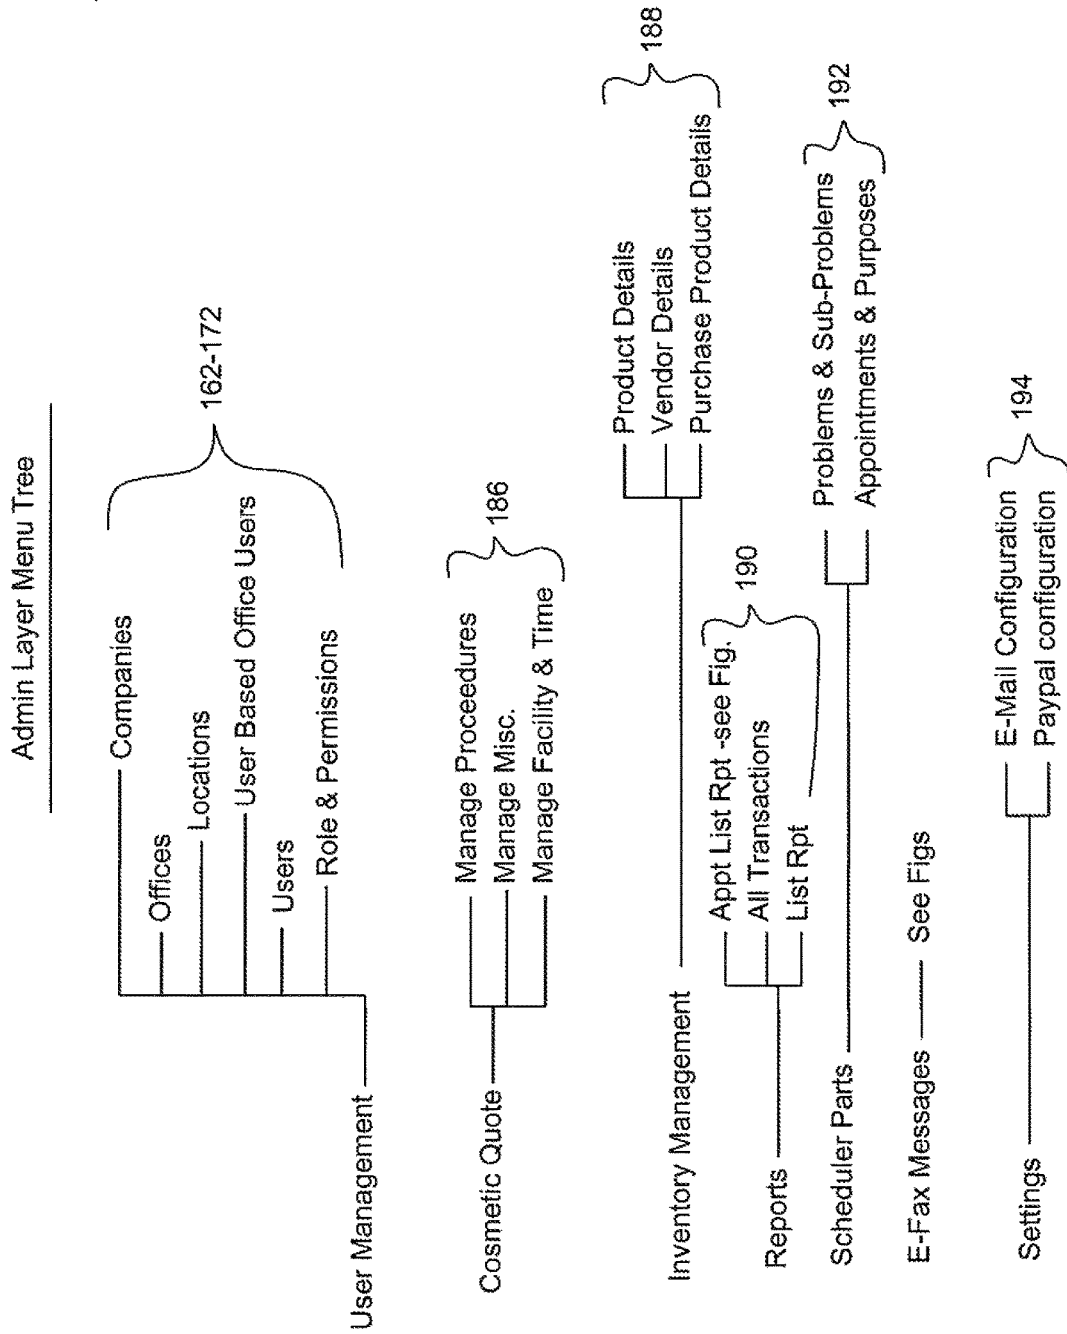 Admin Layer Menu Tree
User Management
Companies
Offices
Locations
User Based Office Users
Users
Role & Permissions
162-172
Cosmetic Quote
Manage Proceedures
Manage Misc.
Manage Facility & Time
186
Inventory Management
Product Details
Vendor Details
Purchase Product Details
188
Reports
Appt List Rpt -see Fig.
All Transactions
List Rpt
190
Scheduler Parts
Problems & Sub-Problems
Appointments & Purposes
192
E-Fax Messages
See Figs
Settings
E-Mail Configuration
Paypal configuration
194